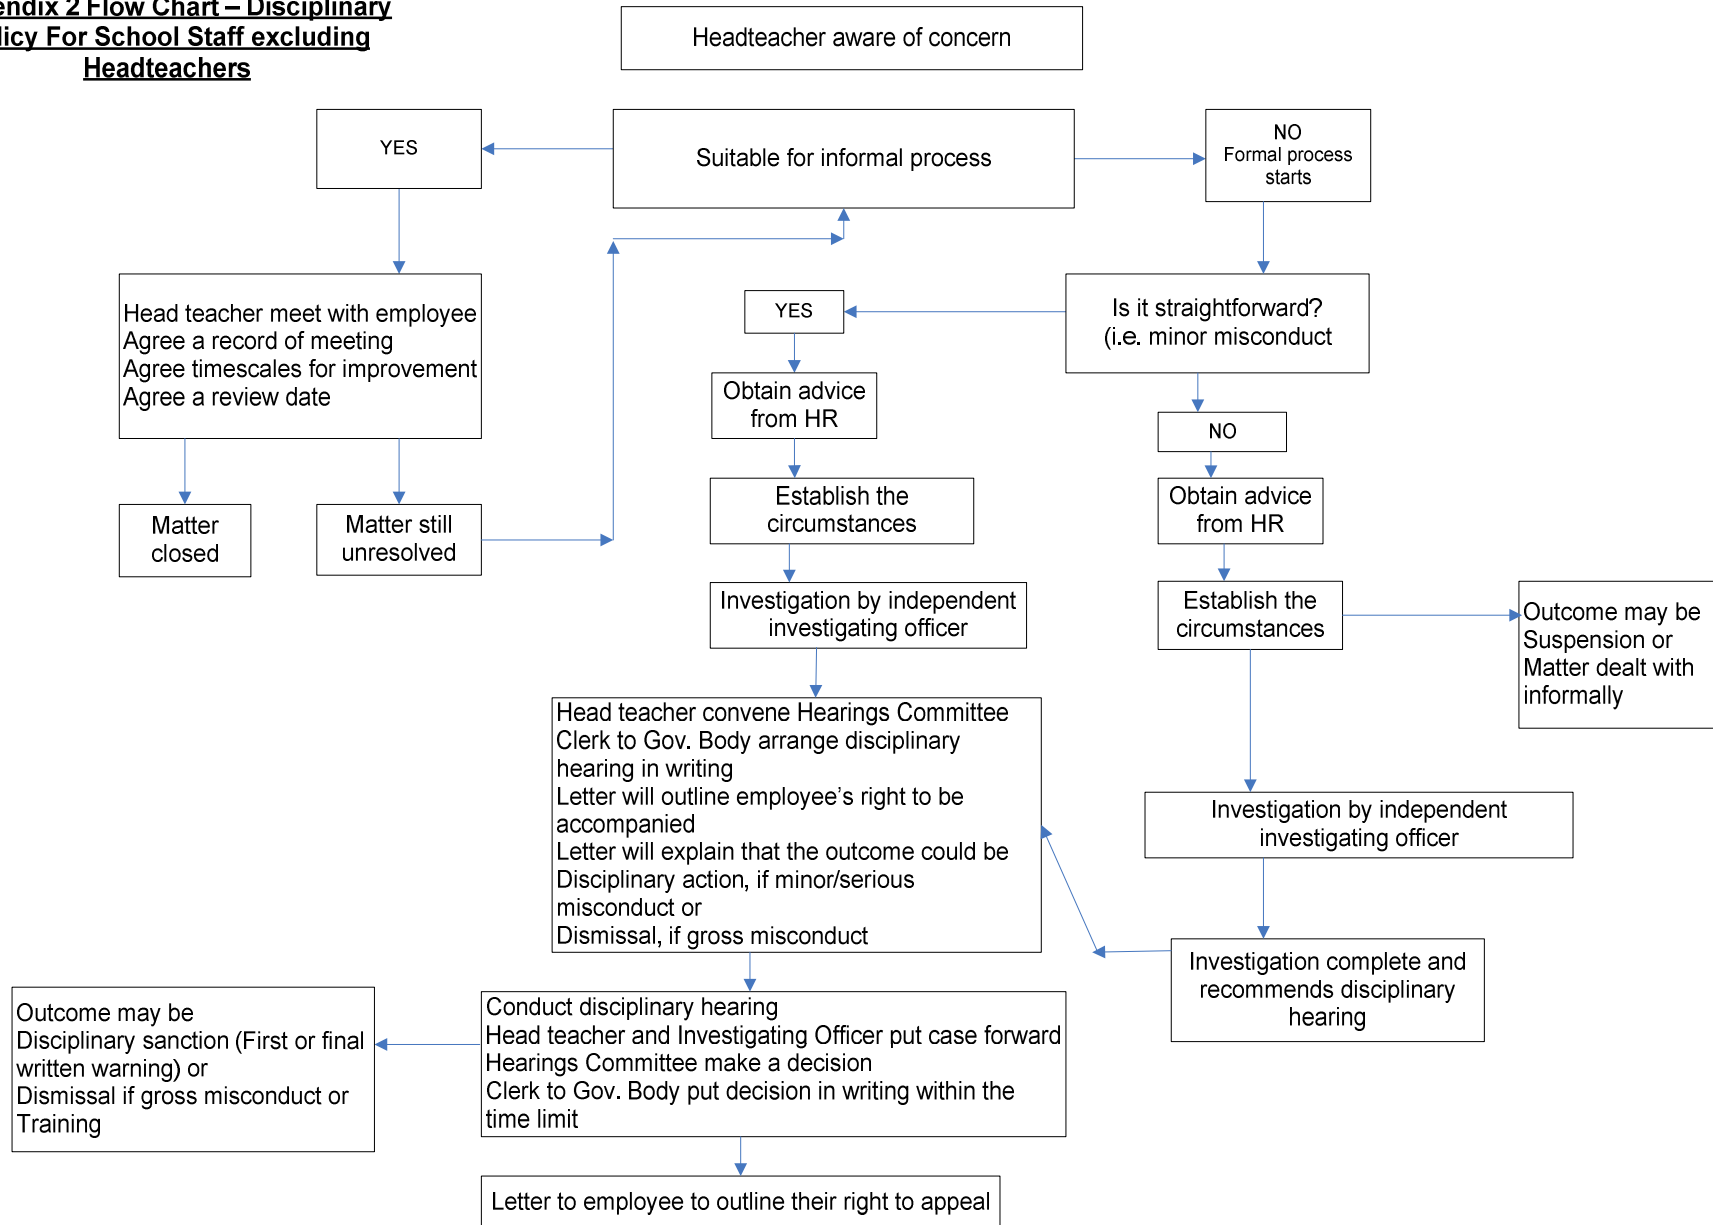 endix 2 Flow Chart – Disciplinary
licy For School Staff excluding
Headteachers
Headteacher aware of concern
YES
Suitable for informal process
NO
Formal process
starts
Head teacher meet with employee
Agree a record of meeting
Agree timescales for improvement
Agree a review date
YES
Is it straightforward?
(i.e. minor misconduct
Obtain advice
from HR
NO
Matter
closed
Matter still
unresolved
Establish the
circumstances
Obtain advice
from HR
Investigation by independent
investigating officer
Establish the
circumstances
Outcome may be
Suspension or
Matter dealt with
informally
Head teacher convene Hearings Committee
Clerk to Gov. Body arrange disciplinary
hearing in writing
Letter will outline employee’s right to be
accompanied
Letter will explain that the outcome could be
Disciplinary action, if minor/serious
misconduct or
Dismissal, if gross misconduct
Investigation by independent
investigating officer
Investigation complete and
recommends disciplinary
hearing
Outcome may be
Disciplinary sanction (First or final
written warning) or
Dismissal if gross misconduct or
Training
Conduct disciplinary hearing
Head teacher and Investigating Officer put case forward
Hearings Committee make a decision
Clerk to Gov. Body put decision in writing within the
time limit
Letter to employee to outline their right to appeal